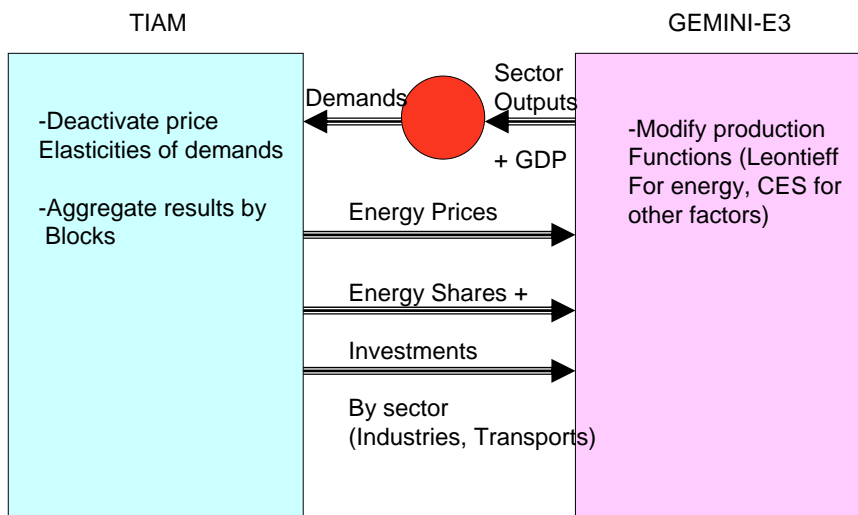 TIAM
GEMINI-E3
-Deactivate price
Elasticities of demands
-Aggregate results by
Blocks
Demands
Sector
Outputs
+ GDP
Energy Prices
Energy Shares +
Investments
By sector
(Industries, Transports)
-Modify production
Functions (Leontieff
For energy, CES for
other factors)